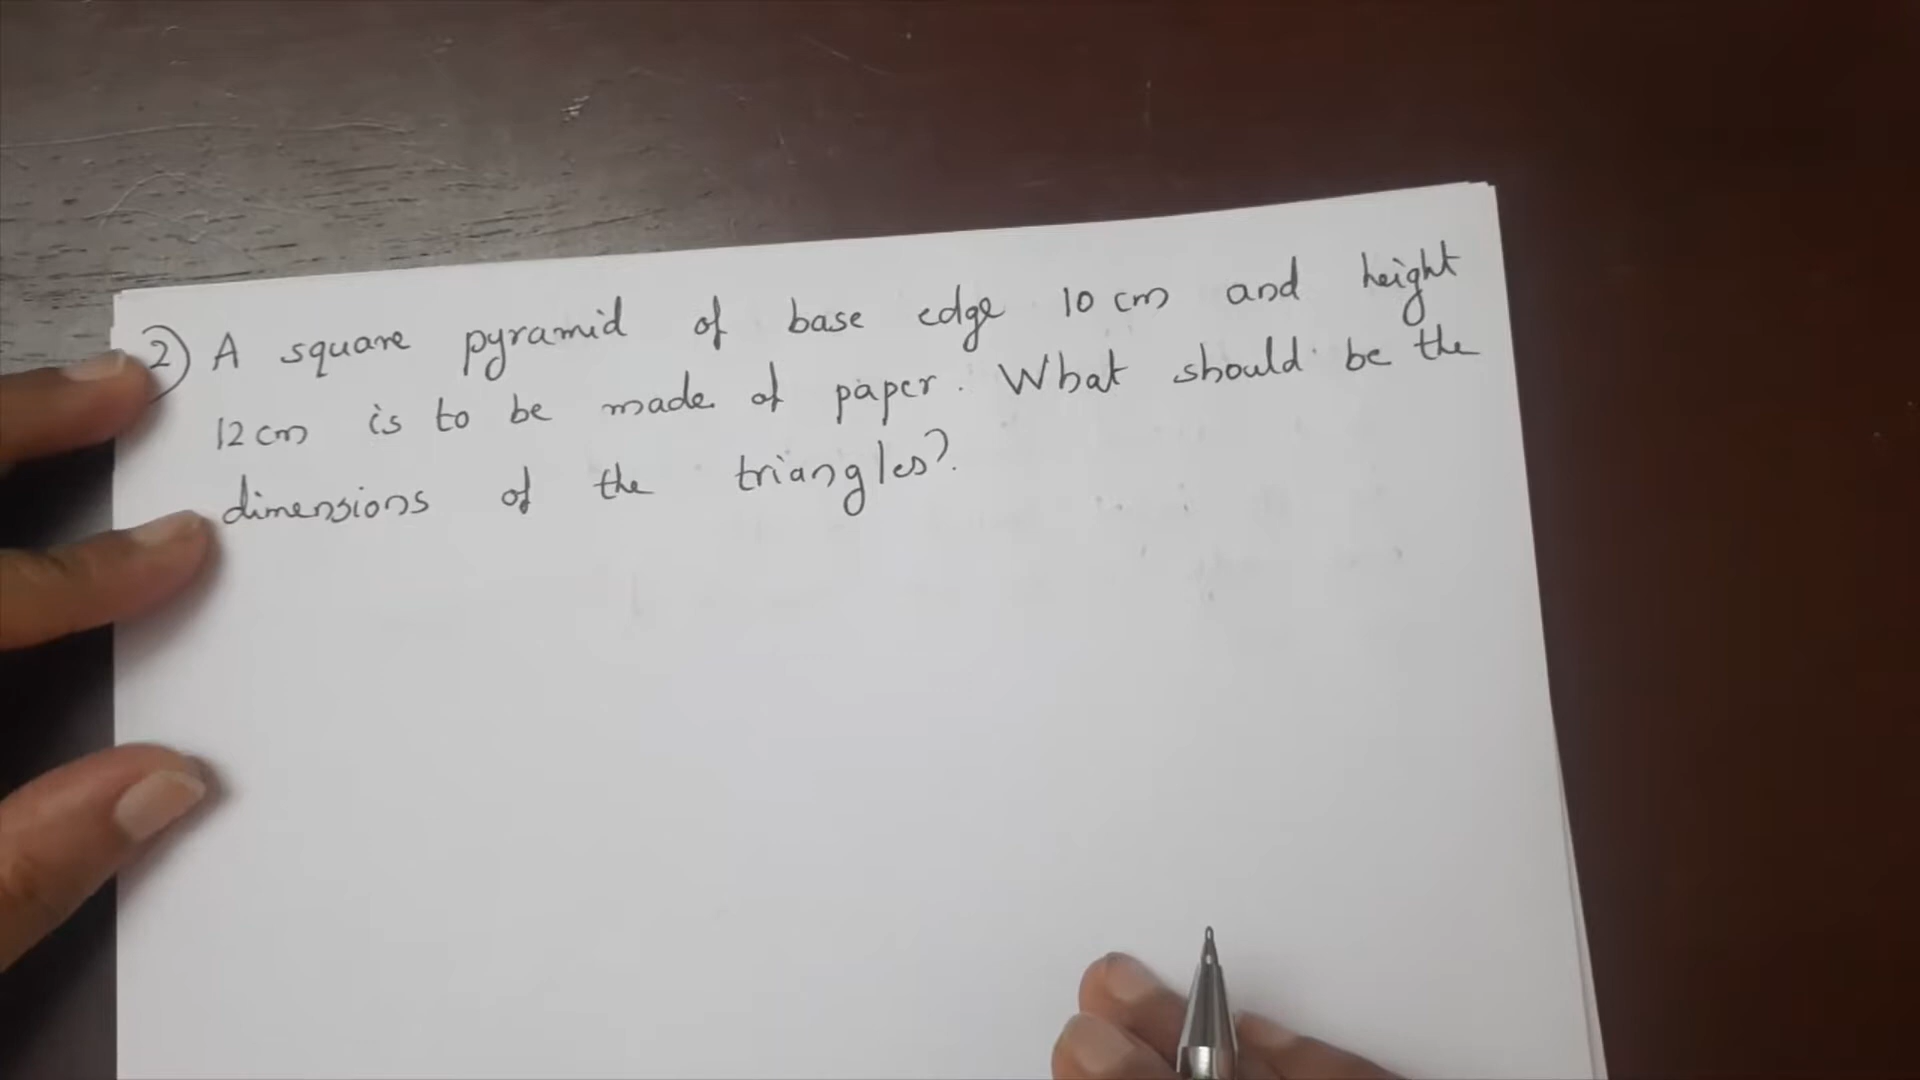 2) A square pyramid of base edge 10 cm and height
12 cm is to be made of paper. What should be the
dimensions of the triangles?